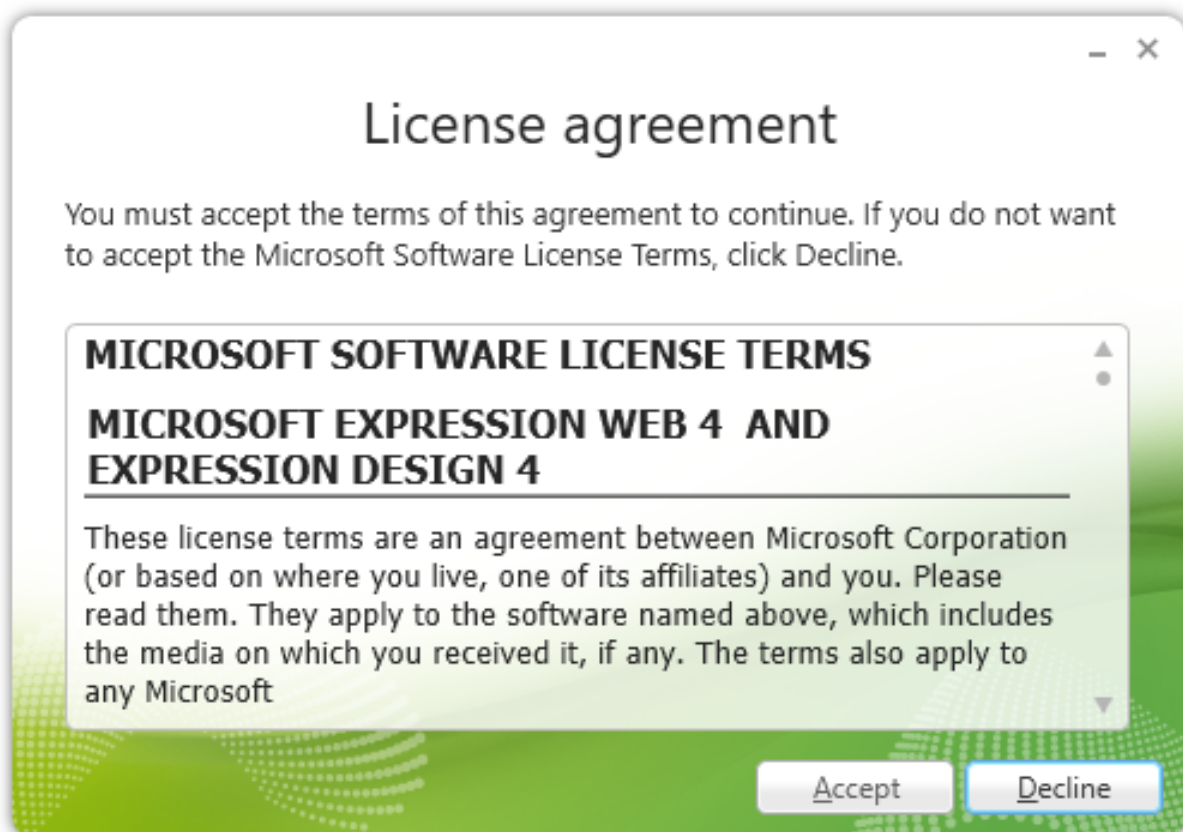 License agreement
You must accept the terms of this agreement to continue. If you do not want
to accept the Microsoft Software License Terms, click Decline.
MICROSOFT SOFTWARE LICENSE TERMS
MICROSOFT EXPRESSION WEB 4  AND
EXPRESSION DESIGN 4
These license terms are an agreement between Microsoft Corporation
(or based on where you live, one of its affiliates) and you. Please
read them. They apply to the software named above, which includes
the media on which you received it, if any. The terms also apply to
any Microsoft
Accept Decline